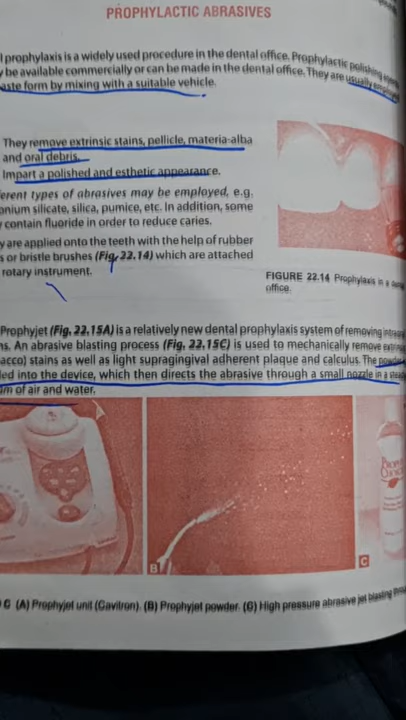 PROPHYLACTIC ABRASIVES
l prophylaxis is a widely used procedure in the dental office. Prophylactic polishing
y be available commercially or can be made in the dental office. They are usually
aste form by mixing with a suitable vehicle.
They remove extrinsic stains, pellicle, materia-alba
and oral debris.
Impart a polished and esthetic appearance.
erent types of abrasives may be employed, e.g.
onium silicate, silica, pumice, etc. In addition, some
contain fluoride in order to reduce caries.
y are applied onto the teeth with the help of rubber
s or bristle brushes (Fig. 22.14) which are attached
rotary instrument.
FIGURE 22.14 Prophylaxis in a
office.
Prophyjet (Fig. 22.15A) is a relatively new dental prophylaxis system of removing
ns. An abrasive blasting process (Fig. 22.15C) is used to mechanically remove
acco) stains as well as light supragingival adherent plaque and calculus. The
led into the device, which then directs the abrasive through a small nozzle in a
am of air and water.
B
C
C (A) Prophyjet unit (Cavitron). (B) Prophyjet powder. (C) High pressure abrasive jet blasting